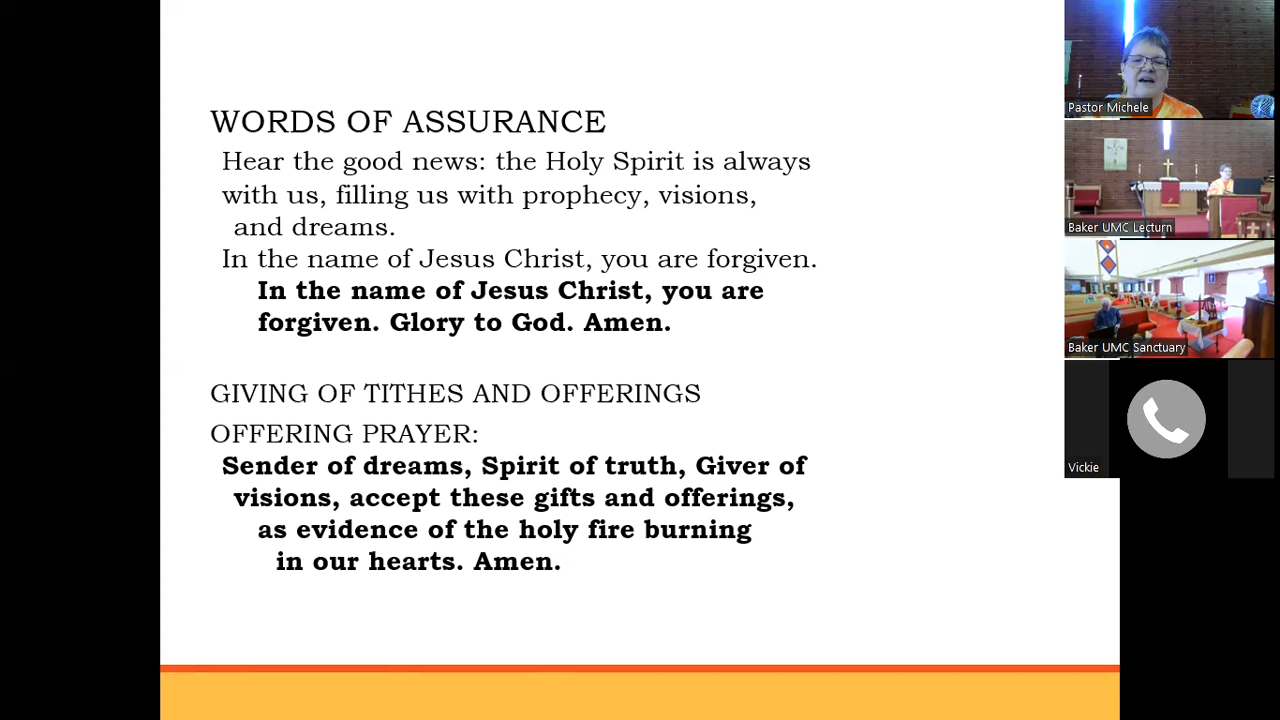 WORDS OF ASSURANCE
Hear the good news: the Holy Spirit is always
with us, filling us with prophecy, visions,
and dreams.
In the name of Jesus Christ, you are forgiven.
In the name of Jesus Christ, you are
forgiven. Glory to God. Amen.
GIVING OF TITHES AND OFFERINGS
OFFERING PRAYER:
Sender of dreams, Spirit of truth, Giver of
visions, accept these gifts and offerings,
as evidence of the holy fire burning
in our hearts. Amen.
Pastor Michele
Baker UMC Lecturn
Baker UMC Sanctuary
Vickie